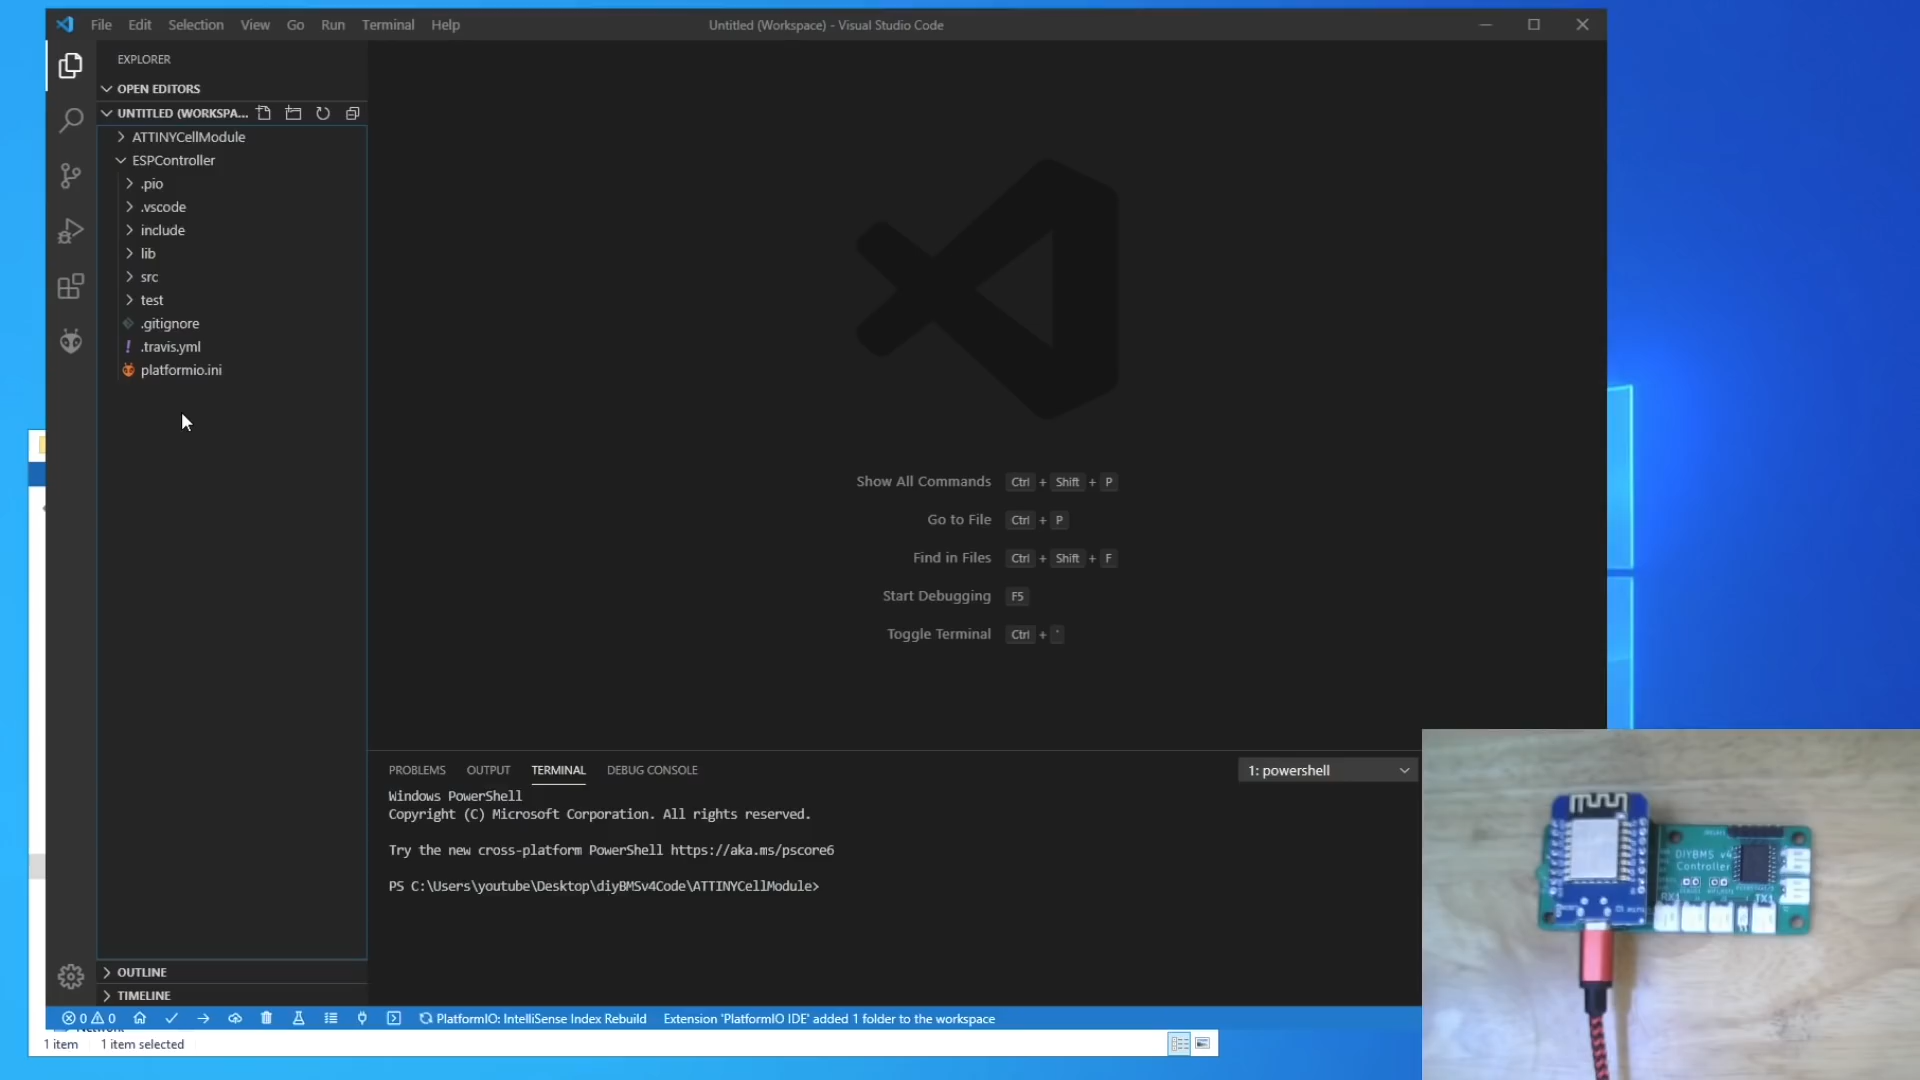 File Edit Selection View Go Run Terminal Help
Untitled (Workspace) - Visual Studio Code
EXPLORER
OPEN EDITORS
UNTITLED (WORKSPA...
ATTINYCellModule
ESPController
.pio
.vscode
include
lib
src
test
.gitignore
.travis.yml
platformio.ini
Show All Commands Ctrl + Shift + P
Go to File Ctrl + P
Find in Files Ctrl + Shift + F
Start Debugging F5
Toggle Terminal Ctrl + `
PROBLEMS OUTPUT TERMINAL DEBUG CONSOLE
1: powershell
Windows PowerShell
Copyright (C) Microsoft Corporation. All rights reserved.
Try the new cross-platform PowerShell https://aka.ms/pscore6
PS C:\Users\youtube\Desktop\diyBMSv4Code\ATTINYCellModule>
OUTLINE
TIMELINE
0 0 PlatformIO: IntelliSense Index Rebuild Extension 'PlatformIO IDE' added 1 folder to the workspace
1 item 1 item selected
DIYBMS v4
Controller
RX1 TX1